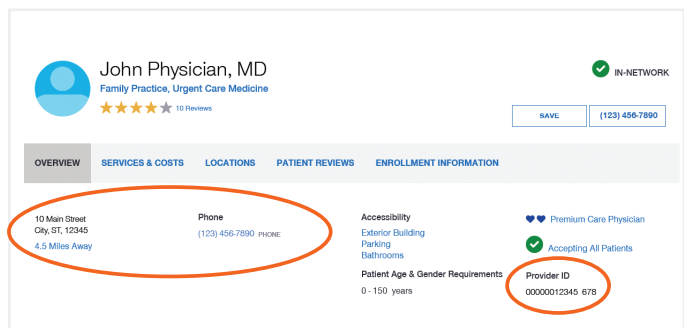 John Physician, MD
IN-NETWORK
Family Practice, Urgent Care Medicine
10 Reviews
SAVE
(123) 456-7890
OVERVIEW SERVICES & COSTS LOCATIONS PATIENT REVIEWS ENROLLMENT INFORMATION
10 Main Street
City, ST, 12345
4.5 Miles Away
Phone
(123) 456-7890 PHONE
Accessibility
Exterior Building
Parking
Bathrooms
Patient Age & Gender Requirements
0 - 150 years
Premium Care Physician
Accepting All Patients
Provider ID
00000012345 678